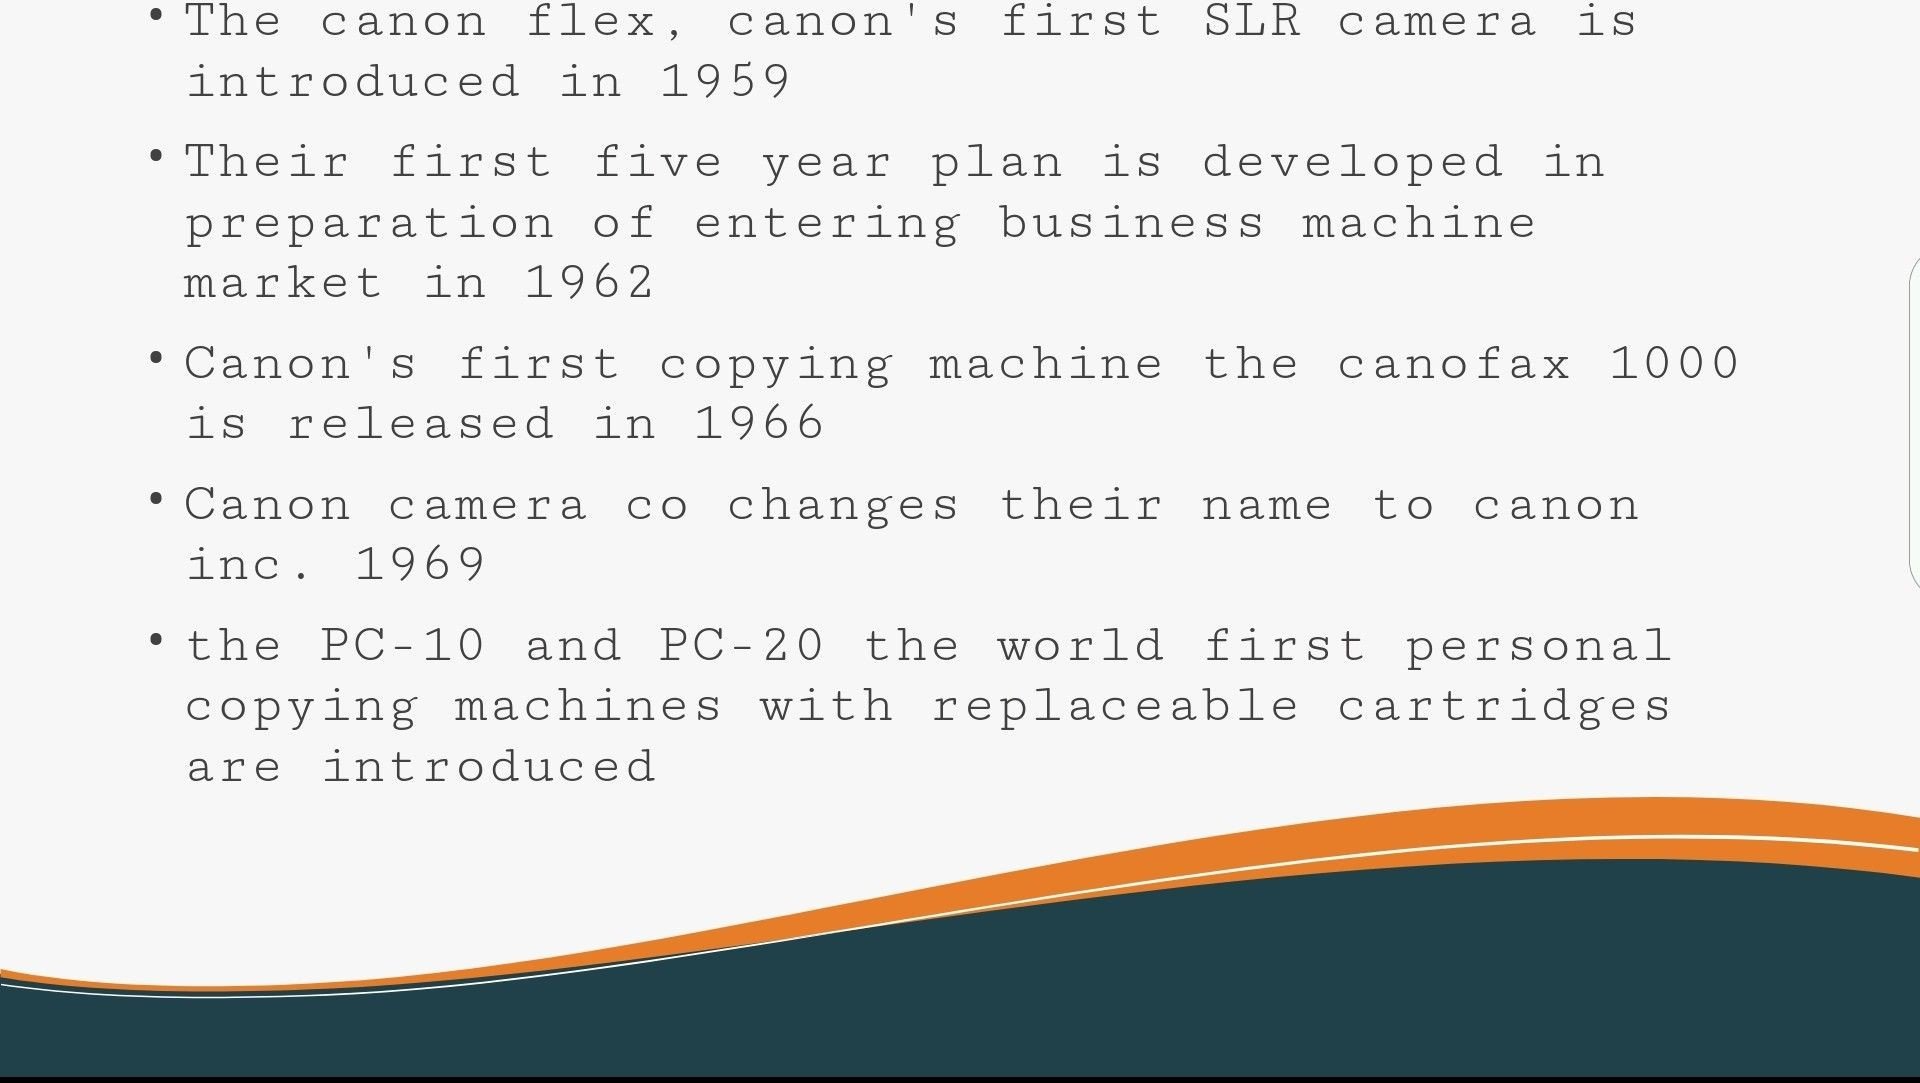 • The canon flex, canon's first SLR camera is
introduced in 1959
• Their first five year plan is developed in
preparation of entering business machine
market in 1962
• Canon's first copying machine the canofax 1000
is released in 1966
• Canon camera co changes their name to canon
inc. 1969
• the PC-10 and PC-20 the world first personal
copying machines with replaceable cartridges
are introduced